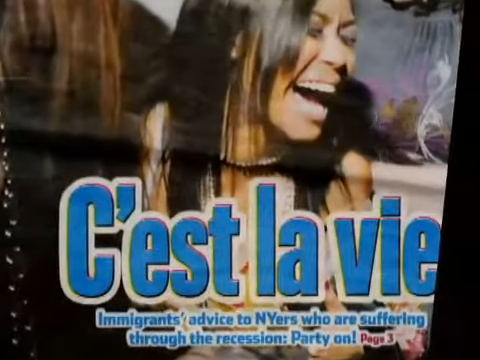 C'est la vie
Immigrants' advice to NYers who are suffering
through the recession: Party on! Page 3